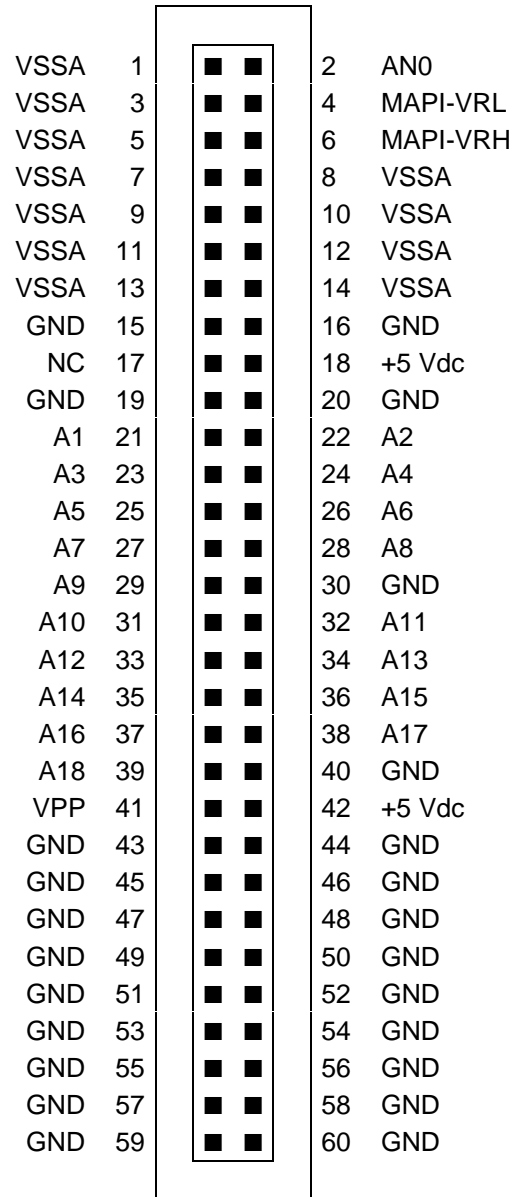 VSSA 1 2 AN0
VSSA 3 4 MAPI-VRL
VSSA 5 6 MAPI-VRH
VSSA 7 8 VSSA
VSSA 9 10 VSSA
VSSA 11 12 VSSA
VSSA 13 14 VSSA
GND 15 16 GND
NC 17 18 +5 Vdc
GND 19 20 GND
A1 21 22 A2
A3 23 24 A4
A5 25 26 A6
A7 27 28 A8
A9 29 30 GND
A10 31 32 A11
A12 33 34 A13
A14 35 36 A15
A16 37 38 A17
A18 39 40 GND
VPP 41 42 +5 Vdc
GND 43 44 GND
GND 45 46 GND
GND 47 48 GND
GND 49 50 GND
GND 51 52 GND
GND 53 54 GND
GND 55 56 GND
GND 57 58 GND
GND 59 60 GND